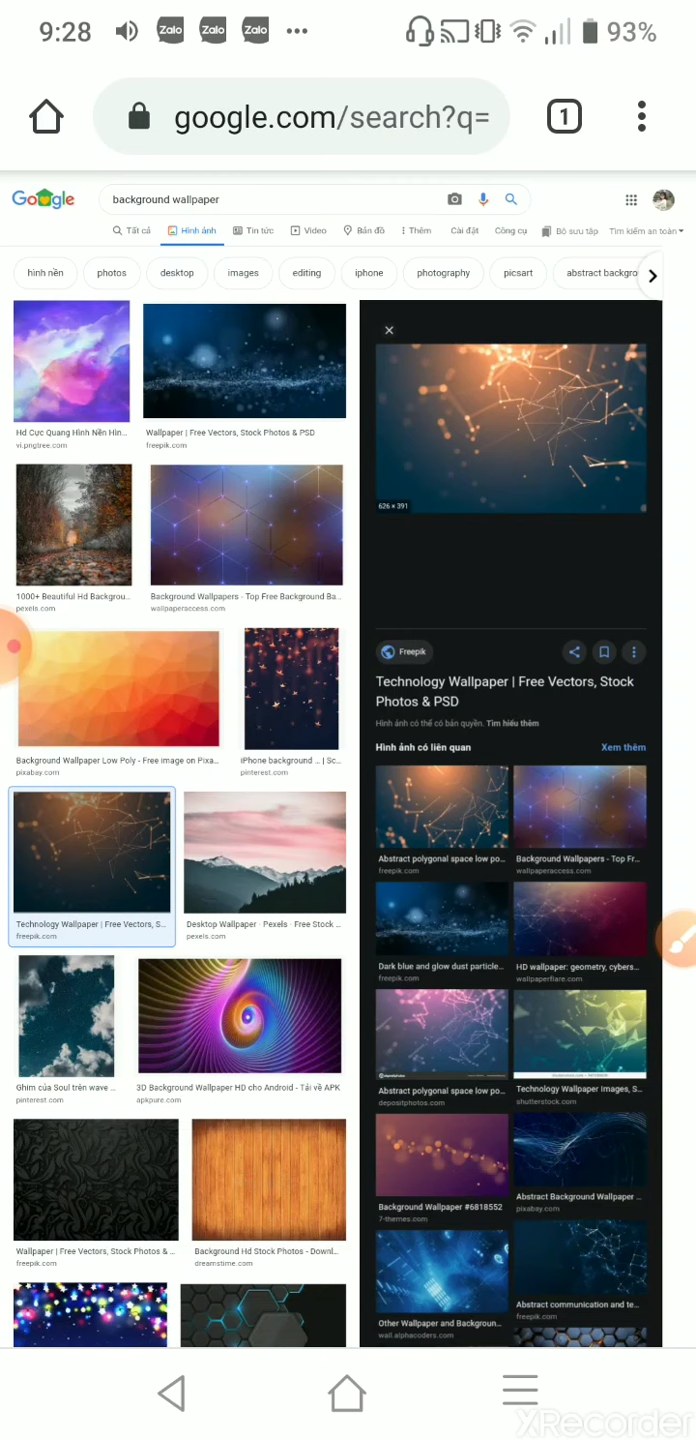 9:28
Zalo
Zalo
Zalo
93%
google.com/search?q=
1
Google
background wallpaper
Tất cả
Hình ảnh
Tin tức
Video
Bản đồ
Thêm
Cài đặt
Công cụ
Bộ sưu tập
Tìm kiếm an toàn
hình nền
photos
desktop
images
editing
iphone
photography
picsart
abstract backgro
Hd Cực Quang Hình Nền Hìn...
vi.pngtree.com
Wallpaper | Free Vectors, Stock Photos & PSD
freepik.com
1000+ Beautiful Hd Backgrou...
pexels.com
Background Wallpapers - Top Free Background Ba...
wallpaperaccess.com
Background Wallpaper Low Poly - Free image on Pixa...
pixabay.com
iPhone background ... | Sc...
pinterest.com
Technology Wallpaper | Free Vectors, S...
freepik.com
Desktop Wallpaper · Pexels · Free Stock ...
pexels.com
Ghim của Soul trên wave ...
pinterest.com
3D Background Wallpaper HD cho Android - Tải về APK
apkpure.com
Wallpaper | Free Vectors, Stock Photos & ...
freepik.com
Background Hd Stock Photos - Downl...
dreamstime.com
626 × 391
Freepik
Technology Wallpaper | Free Vectors, Stock
Photos & PSD
Hình ảnh có thể có bản quyền. Tìm hiểu thêm
Hình ảnh có liên quan
Xem thêm
Abstract polygonal space low po...
freepik.com
Background Wallpapers - Top Fr...
wallpaperaccess.com
Dark blue and glow dust particle...
freepik.com
HD wallpaper: geometry, cybers...
wallpaperflare.com
Abstract polygonal space low po...
depositphotos.com
Technology Wallpaper Images, S...
shutterstock.com
Background Wallpaper #6818552
7-themes.com
Abstract Background Wallpaper ...
pixabay.com
Other Wallpaper and Backgroun...
wall.alphacoders.com
Abstract communication and te...
freepik.com
XRecorder